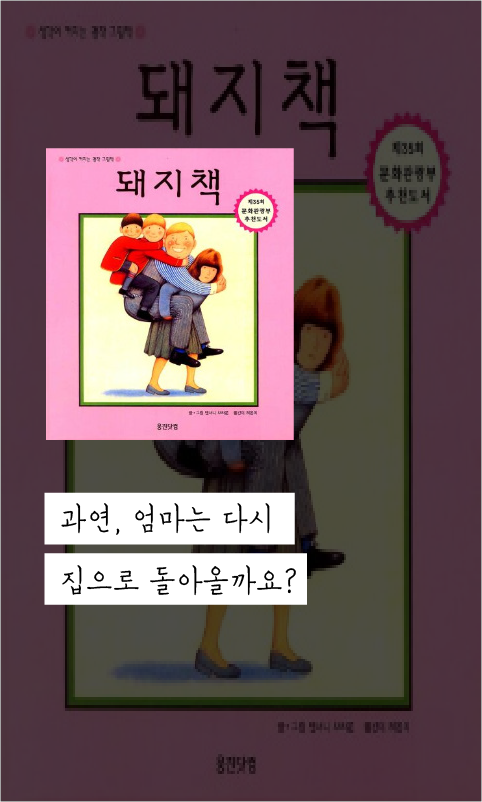 생각이 커지는 명작 그림책
돼지책
제35회
문화관광부
추천도서
생각이 커지는 명작 그림책
돼지책
제35회
문화관광부
추천도서
글·그림 앤서니 브라운 옮긴이 허은미
웅진닷컴
과연, 엄마는 다시
집으로 돌아올까요?
글·그림 앤서니 브라운 옮긴이 허은미
웅진닷컴